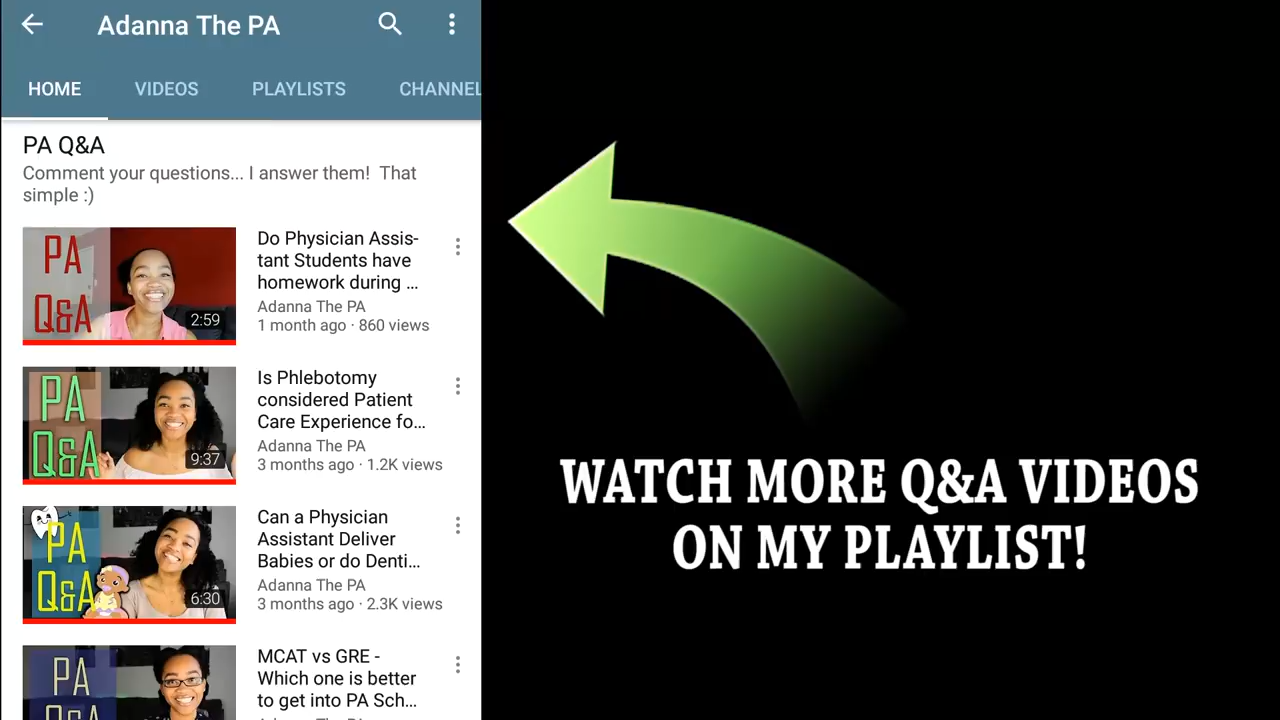 Adanna The PA
HOME VIDEOS PLAYLISTS CHANNEL
PA Q&A
Comment your questions... I answer them!  That
simple :)
PA
Q&A
2:59
Do Physician Assis-
tant Students have
homework during ...
Adanna The PA
1 month ago · 860 views
PA
Q&A
9:37
Is Phlebotomy
considered Patient
Care Experience fo...
Adanna The PA
3 months ago · 1.2K views
PA
Q&A
6:30
Can a Physician
Assistant Deliver
Babies or do Denti...
Adanna The PA
3 months ago · 2.3K views
PA
Q&A
MCAT vs GRE -
Which one is better
to get into PA Sch...
Adanna The PA
WATCH MORE Q&A VIDEOS
ON MY PLAYLIST!